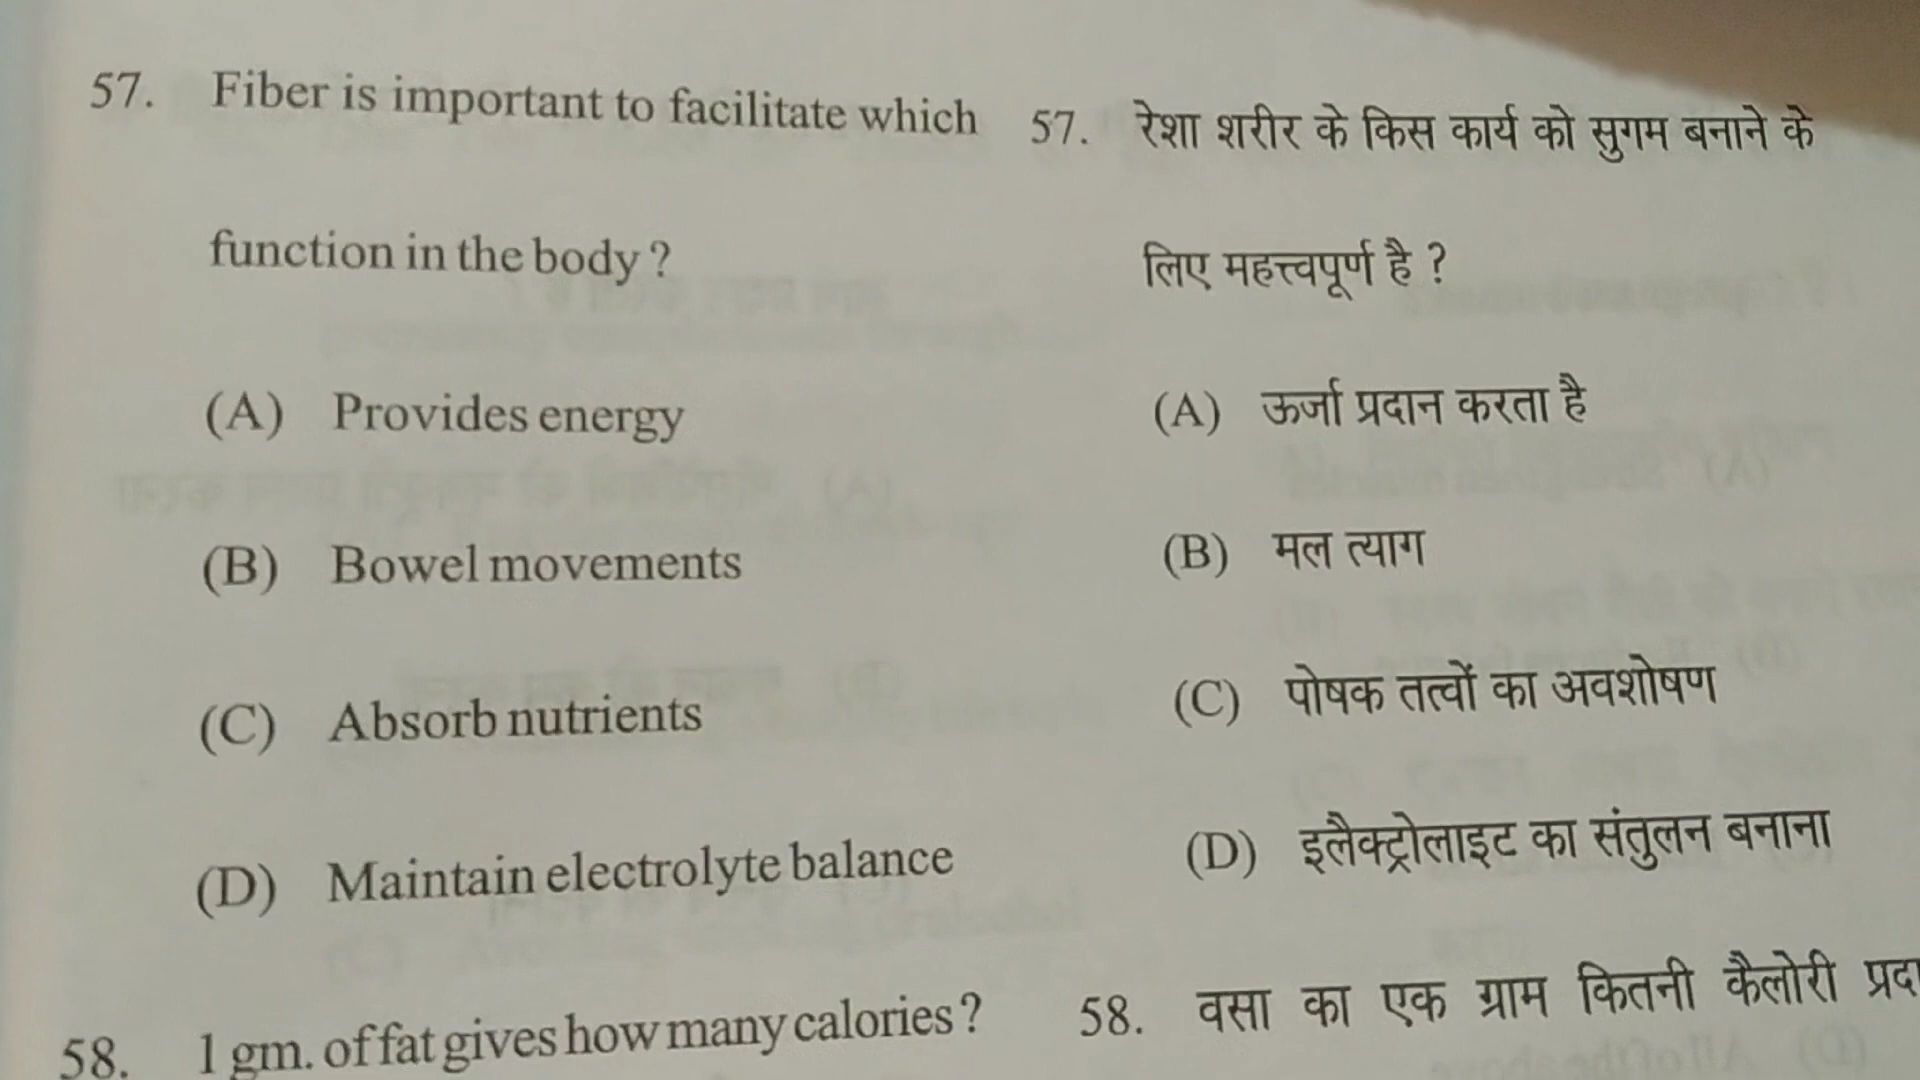 57. Fiber is important to facilitate which
function in the body ?
(A) Provides energy
(B) Bowel movements
(C) Absorb nutrients
(D) Maintain electrolyte balance
58. 1 gm. of fat gives how many calories ?
57. रेशा शरीर के किस कार्य को सुगम बनाने के
लिए महत्त्वपूर्ण है ?
(A) ऊर्जा प्रदान करता है
(B) मल त्याग
(C) पोषक तत्वों का अवशोषण
(D) इलैक्ट्रोलाइट का संतुलन बनाना
58. वसा का एक ग्राम कितनी कैलोरी